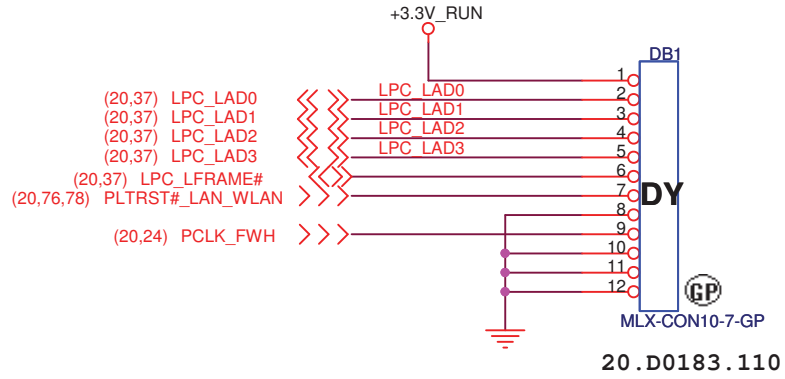 +3.3V_RUN
DB1
1
(20,37) LPC_LAD0 LPC_LAD0 2
(20,37) LPC_LAD1 LPC_LAD1 3
(20,37) LPC_LAD2 LPC_LAD2 4
(20,37) LPC_LAD3 LPC_LAD3 5
(20,37) LPC_LFRAME# 6
(20,76,78) PLTRST#_LAN_WLAN 7
DY
8
(20,24) PCLK_FWH 9
10
11
12
GP
MLX-CON10-7-GP
20.D0183.110